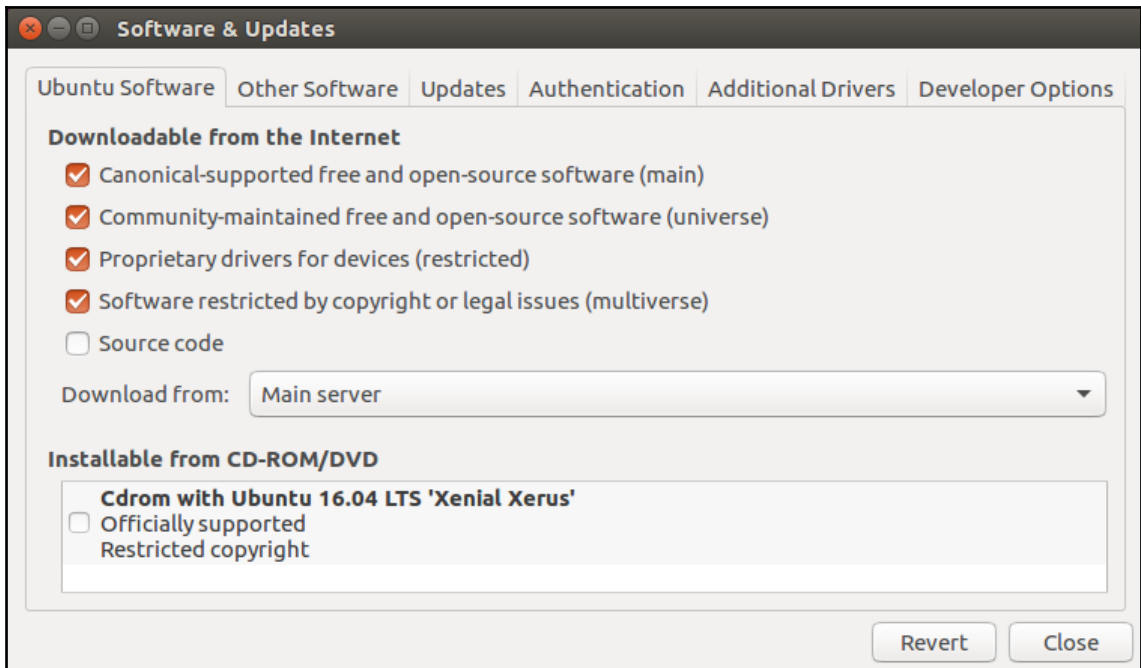 Software & Updates
Ubuntu Software Other Software Updates Authentication Additional Drivers Developer Options
Downloadable from the Internet
Canonical-supported free and open-source software (main)
Community-maintained free and open-source software (universe)
Proprietary drivers for devices (restricted)
Software restricted by copyright or legal issues (multiverse)
Source code
Download from: Main server
Installable from CD-ROM/DVD
Cdrom with Ubuntu 16.04 LTS 'Xenial Xerus'
Officially supported
Restricted copyright
Revert Close